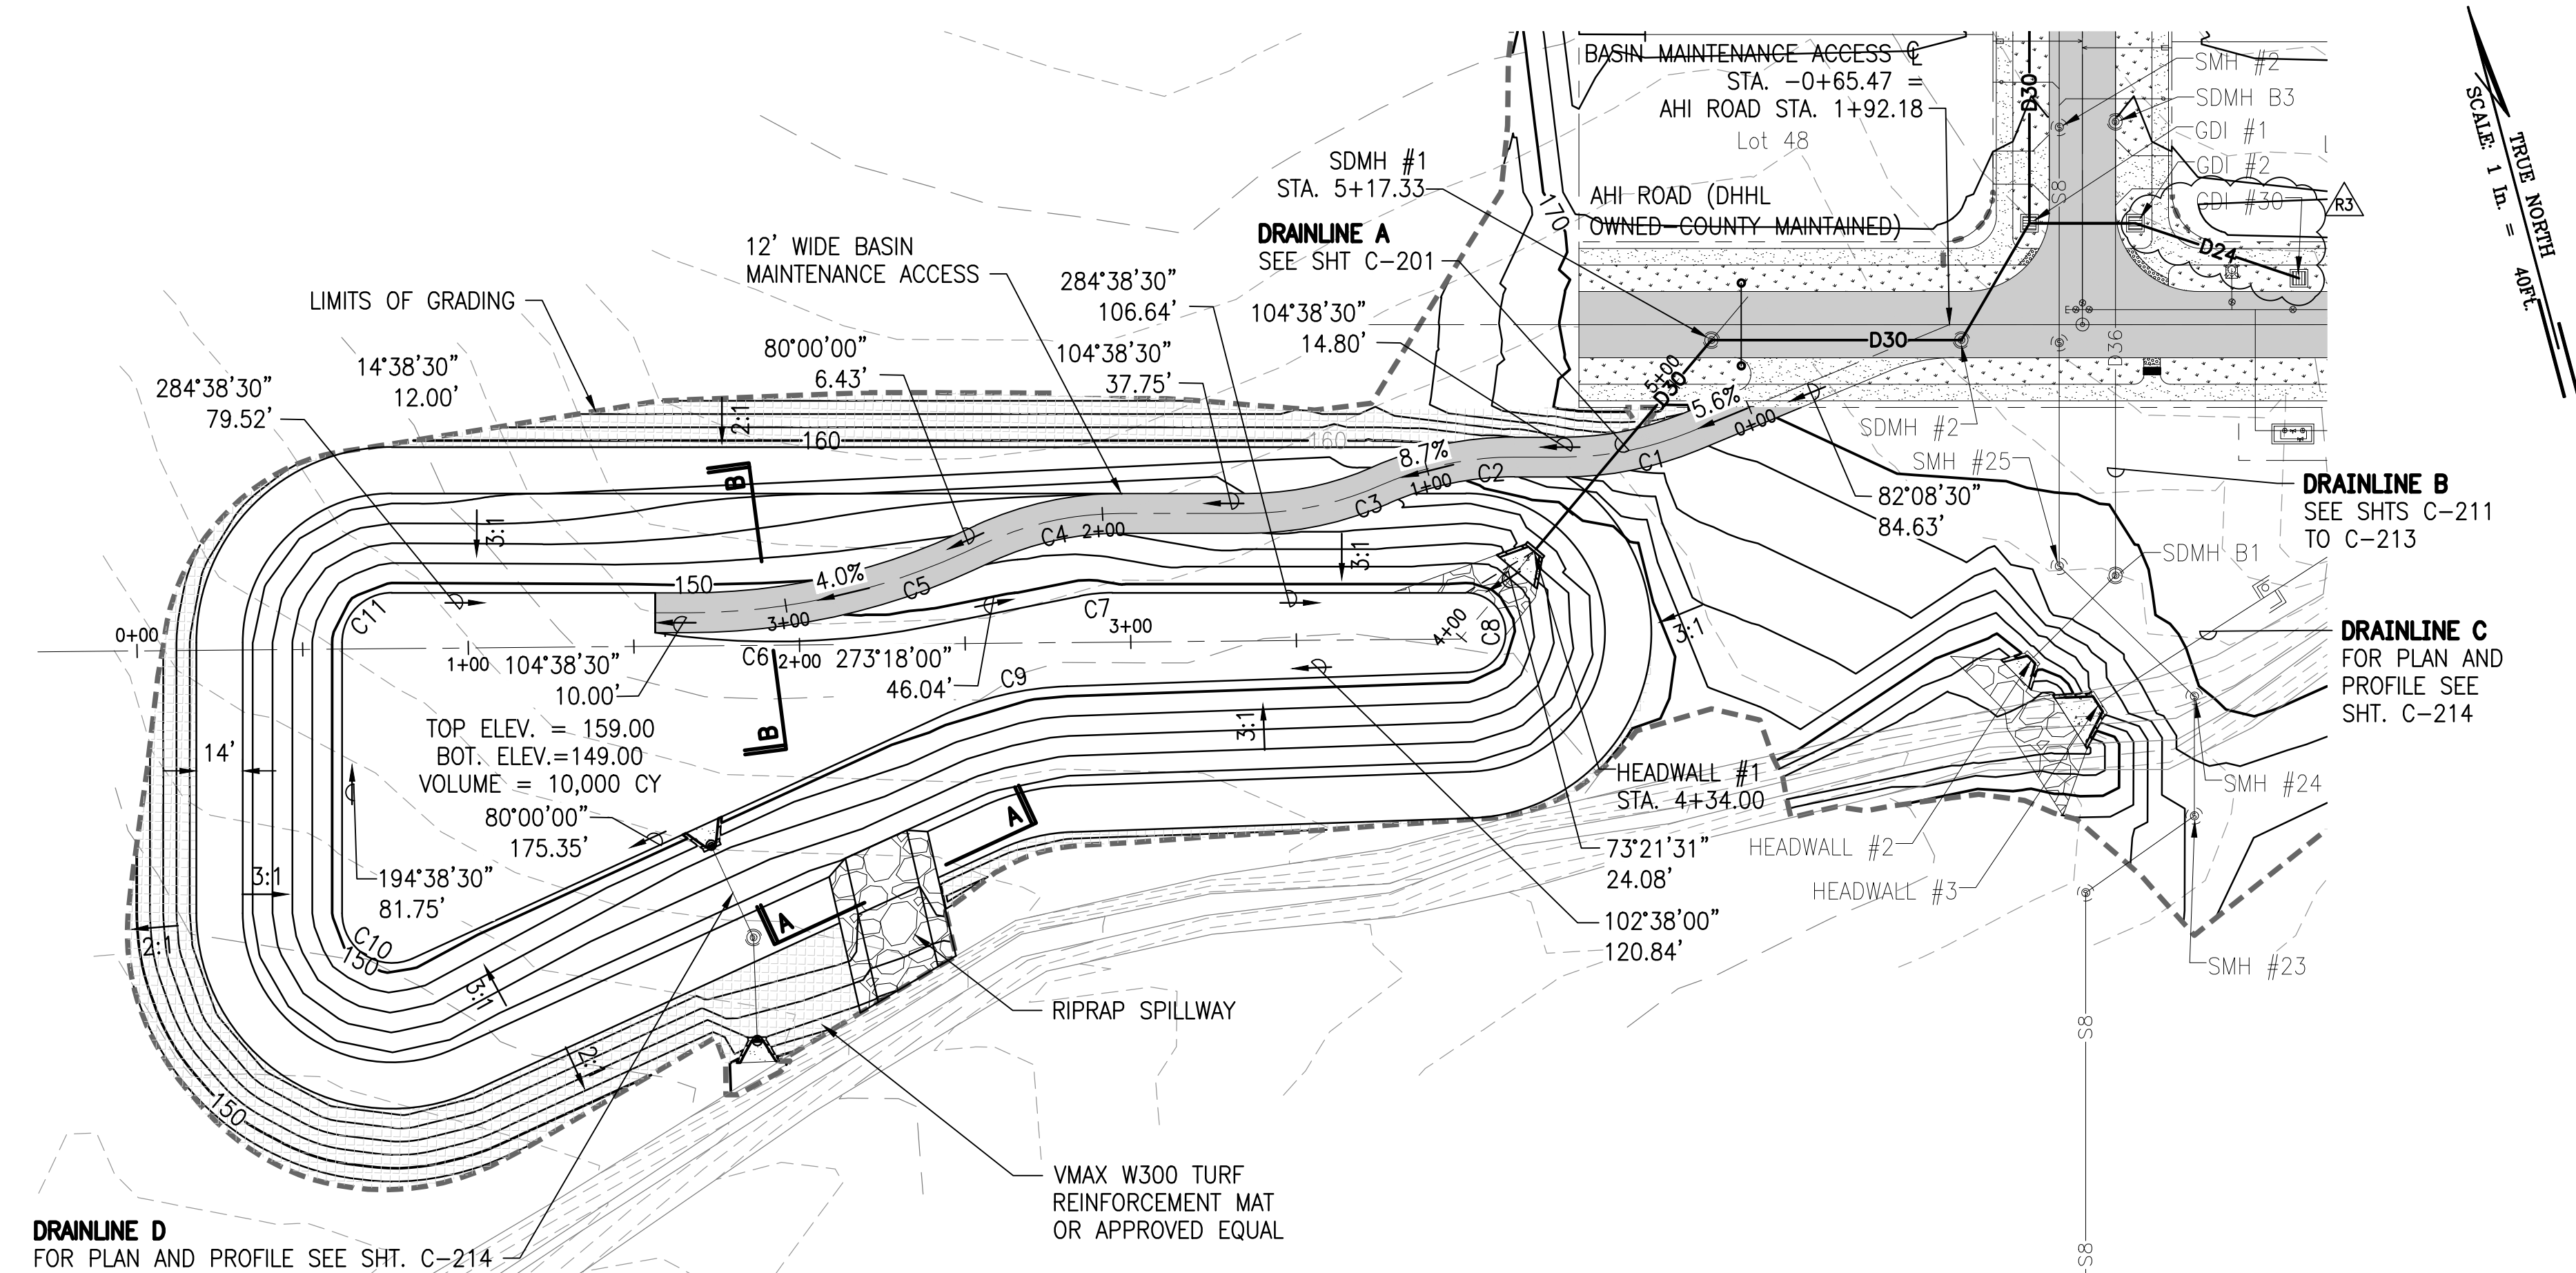 BASIN MAINTENANCE ACCESS ℄
STA. -0+65.47 =
AHI ROAD STA. 1+92.18
Lot 48
SDMH #1
STA. 5+17.33
AHI ROAD (DHHL
OWNED-COUNTY MAINTAINED)
DRAINLINE A
SEE SHT C-201
170
D30
S8
SMH #2
SDMH B3
GDI #1
GDI #2
GDI #30
R3
D24
TRUE NORTH
SCALE: 1 In. = 40Ft.
12' WIDE BASIN
MAINTENANCE ACCESS
LIMITS OF GRADING
284°38'30"
106.64'
104°38'30"
14.80'
80°00'00"
6.43'
104°38'30"
37.75'
14°38'30"
12.00'
284°38'30"
79.52'
D30
D36
5+00
D30
5.6%
0+00
SDMH #2
SMH #25
2:1
160
160
8.7%
C1
C2
1+00
C3
82°08'30"
84.63'
DRAINLINE B
SEE SHTS C-211
TO C-213
SDMH B1
B
3:1
C4
2+00
3:1
4.0%
C5
150
C11
3+00
C7
3+00
4+00
C8
3:1
0+00
1+00
104°38'30"
10.00'
C6
2+00
273°18'00"
46.04'
C9
DRAINLINE C
FOR PLAN AND
PROFILE SEE
SHT. C-214
TOP ELEV. = 159.00
BOT. ELEV.=149.00
VOLUME = 10,000 CY
B
3:1
14'
80°00'00"
175.35'
A
HEADWALL #1
STA. 4+34.00
SMH #24
HEADWALL #2
73°21'31"
24.08'
HEADWALL #3
3:1
194°38'30"
81.75'
A
102°38'00"
120.84'
2:1
C10
150
3:1
SMH #23
RIPRAP SPILLWAY
S8
2:1
150
VMAX W300 TURF
REINFORCEMENT MAT
OR APPROVED EQUAL
DRAINLINE D
FOR PLAN AND PROFILE SEE SHT. C-214
S8